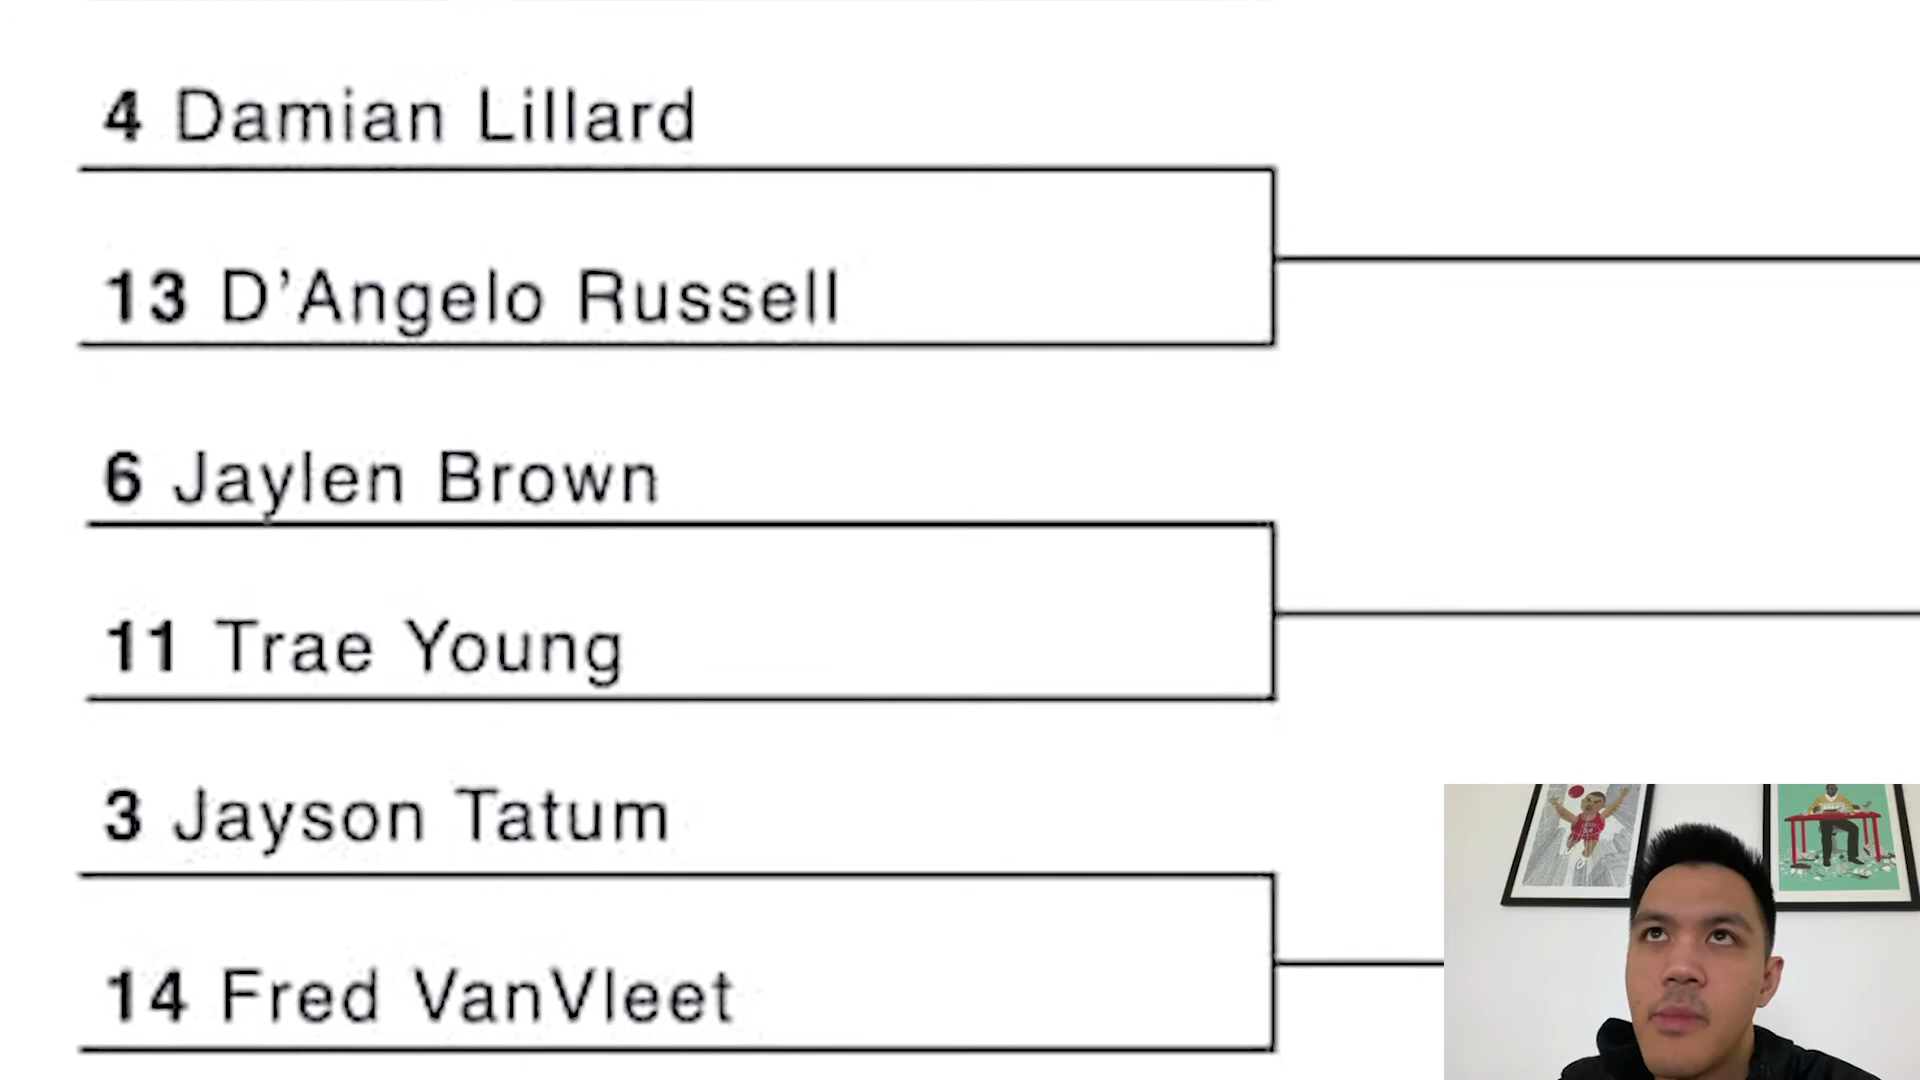 4 Damian Lillard
13 D'Angelo Russell
6 Jaylen Brown
11 Trae Young
3 Jayson Tatum
14 Fred VanVleet